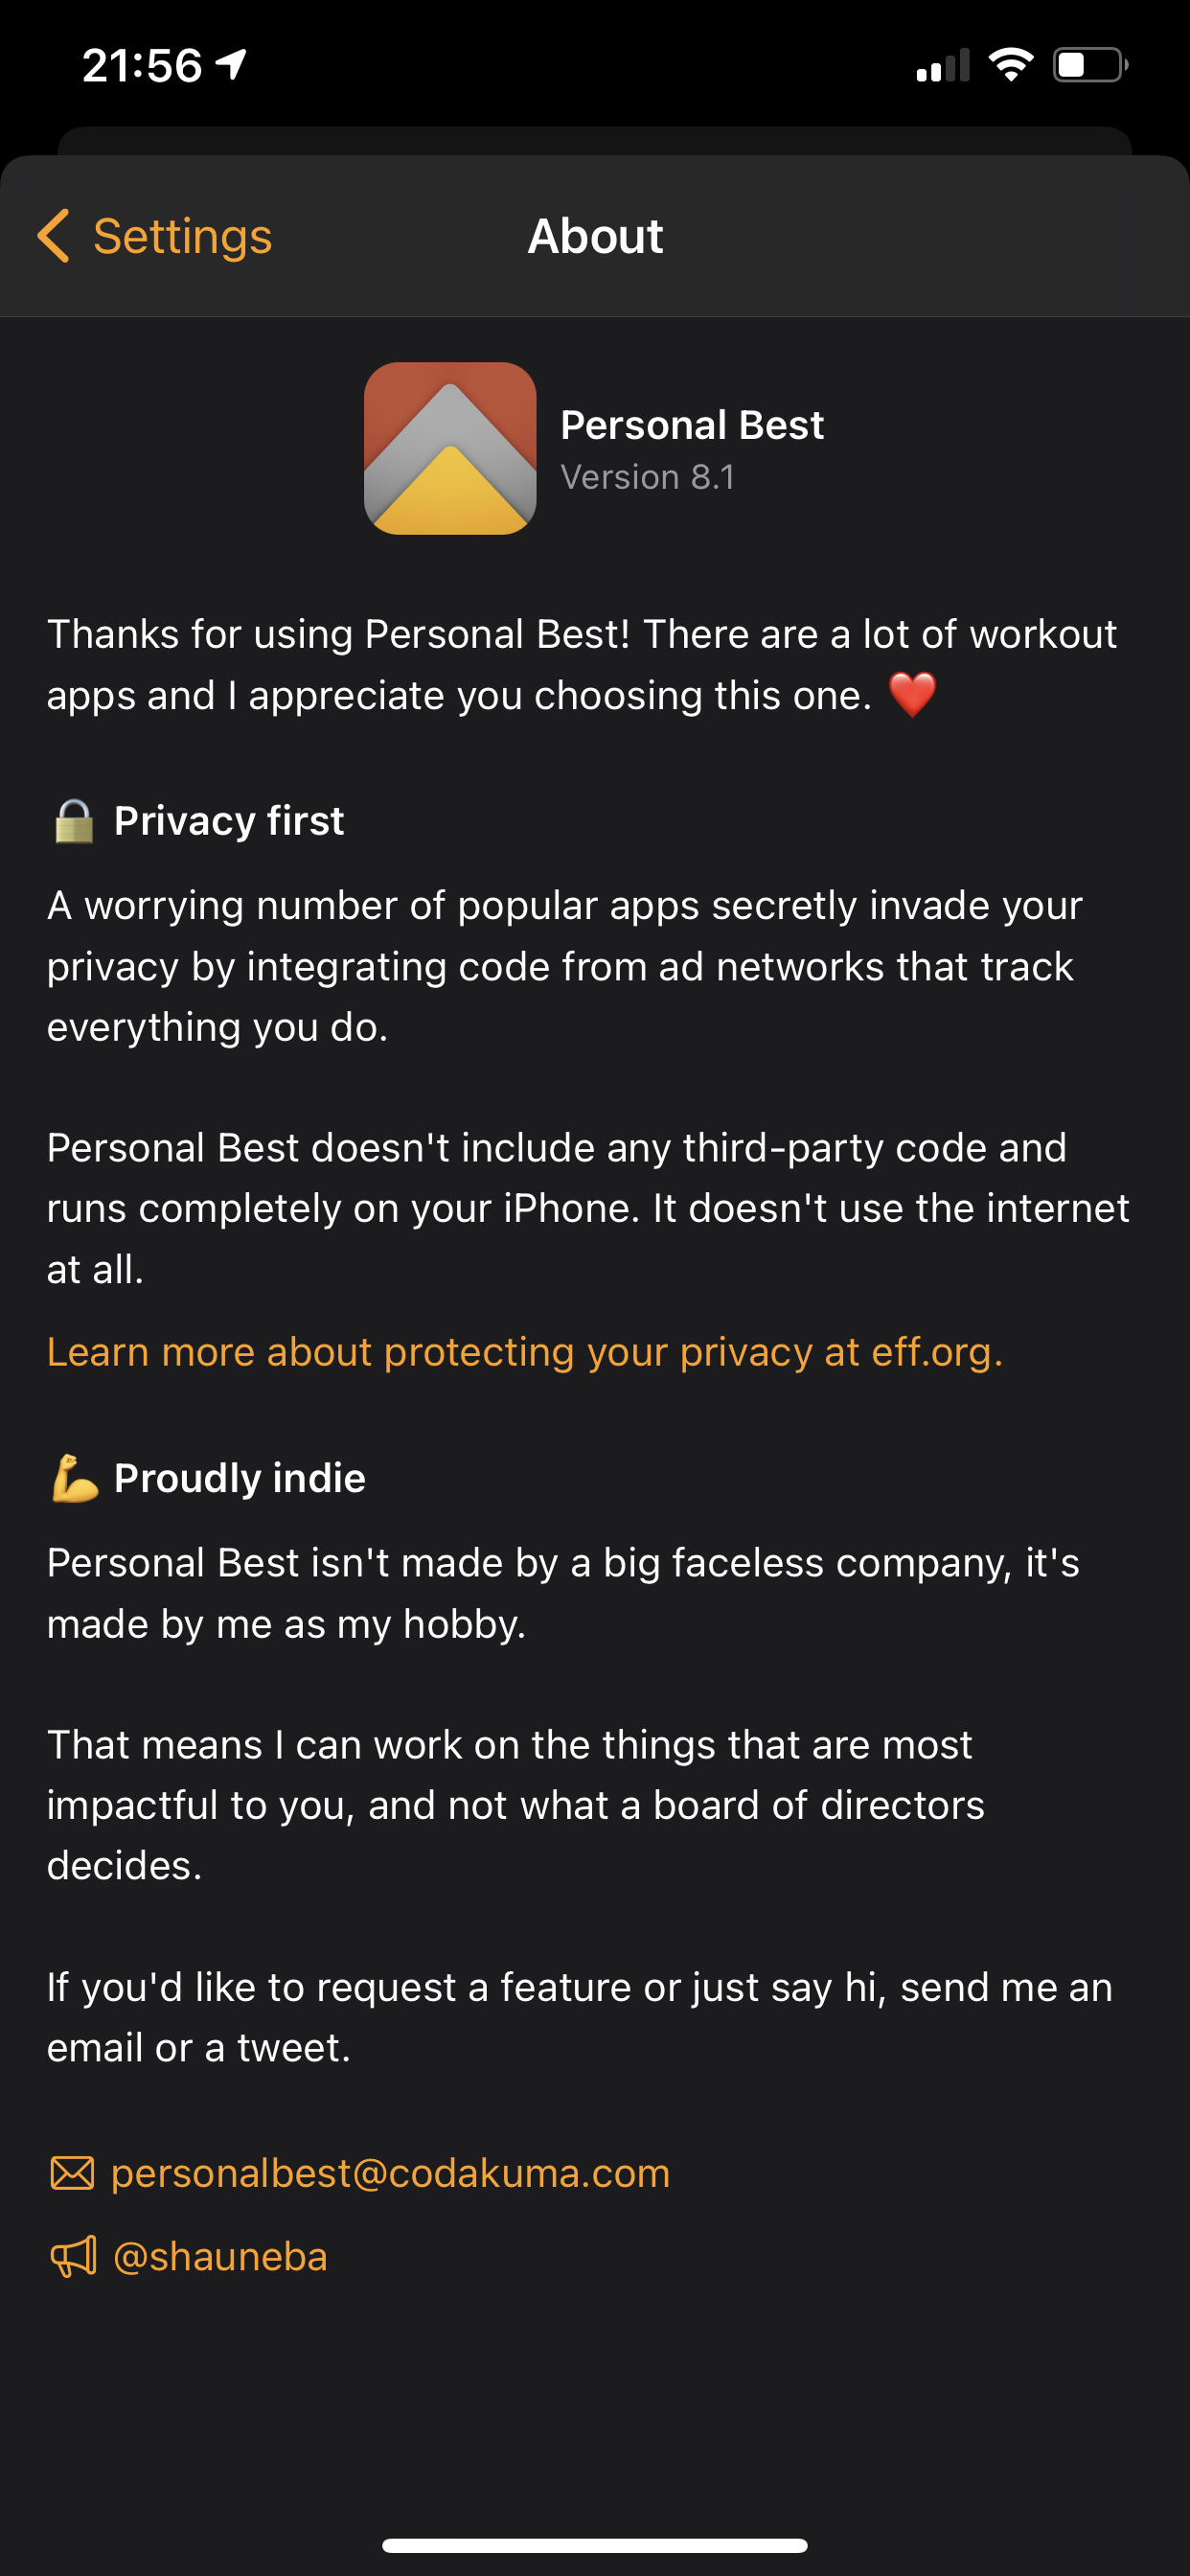 21:56
Settings
About
Personal Best
Version 8.1
Thanks for using Personal Best! There are a lot of workout
apps and I appreciate you choosing this one. ❤️
🔒 Privacy first
A worrying number of popular apps secretly invade your
privacy by integrating code from ad networks that track
everything you do.
Personal Best doesn't include any third-party code and
runs completely on your iPhone. It doesn't use the internet
at all.
Learn more about protecting your privacy at eff.org.
💪 Proudly indie
Personal Best isn't made by a big faceless company, it's
made by me as my hobby.
That means I can work on the things that are most
impactful to you, and not what a board of directors
decides.
If you'd like to request a feature or just say hi, send me an
email or a tweet.
personalbest@codakuma.com
@shauneba